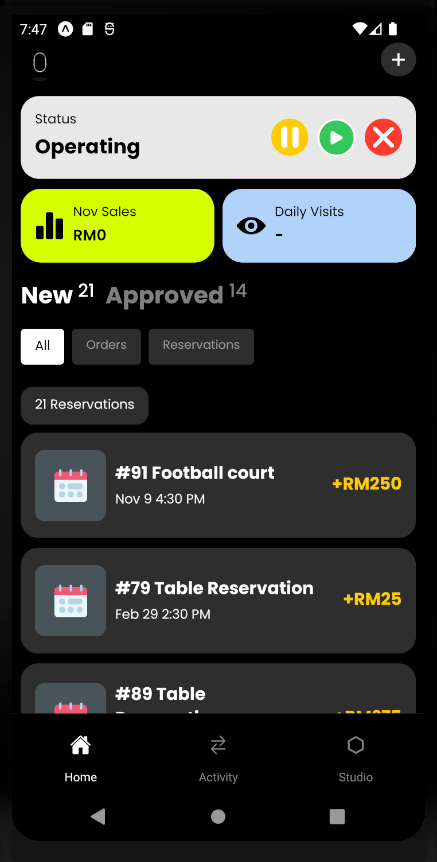 7:47
0
+
Status
Operating
Nov Sales
RM0
Daily Visits
-
New 21 Approved 14
All Orders Reservations
21 Reservations
#91 Football court
Nov 9 4:30 PM
+RM250
#79 Table Reservation
Feb 29 2:30 PM
+RM25
#89 Table
Home Activity Studio